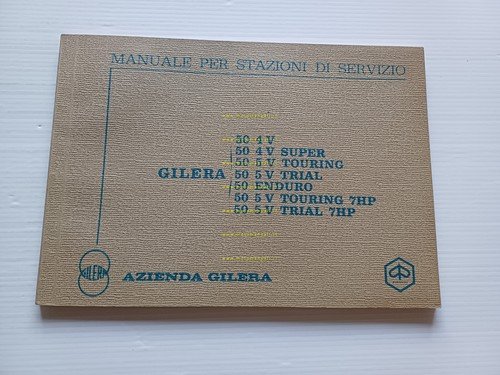 MANUALE PER STAZIONI DI SERVIZIO
50 4 V
50 4 V SUPER
50 5 V TOURING
GILERA 50 5 V TRIAL
50 ENDURO
50 5 V TOURING 7HP
50 5 V TRIAL 7HP
GILERA AZIENDA GILERA